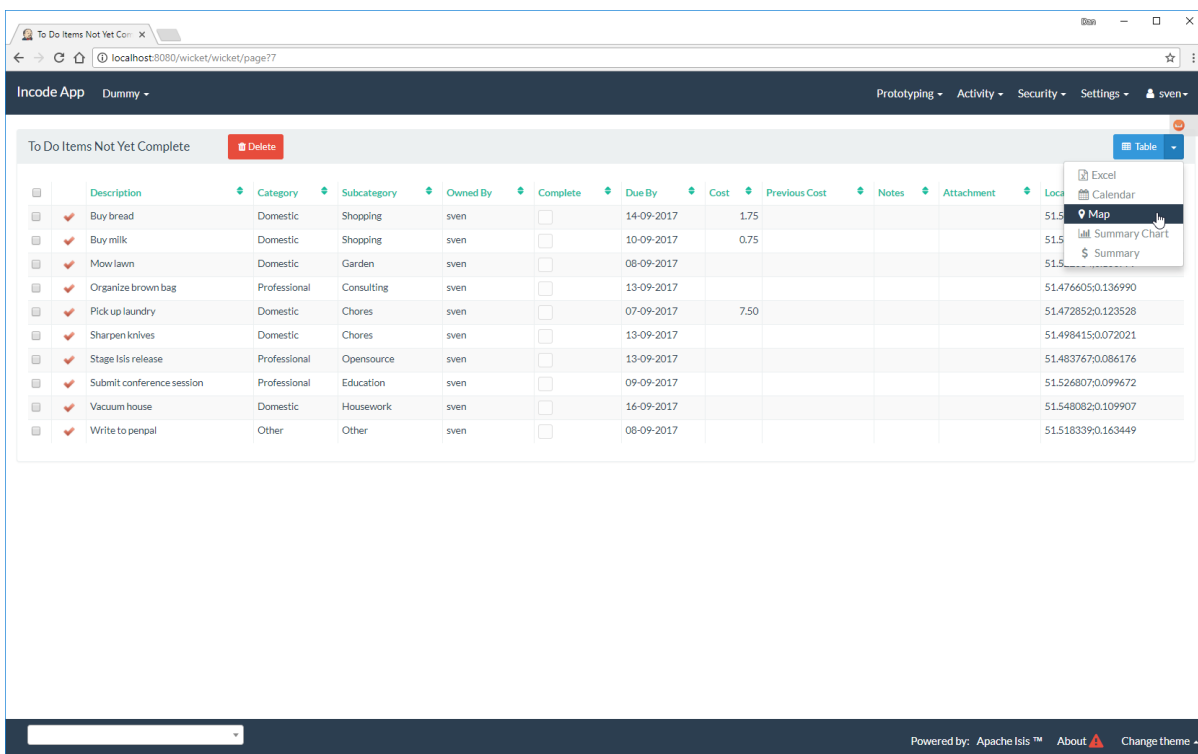 Dan
To Do Items Not Yet Com
localhost:8080/wicket/wicket/page?7
Incode App Dummy Prototyping Activity Security Settings sven
To Do Items Not Yet Complete Delete Table
Excel
Calendar
Map
Summary Chart
$ Summary
Description Category Subcategory Owned By Complete Due By Cost Previous Cost Notes Attachment
Buy bread Domestic Shopping sven 14-09-2017 1.75 51.5
Buy milk Domestic Shopping sven 10-09-2017 0.75 51.5
Mow lawn Domestic Garden sven 08-09-2017
Organize brown bag Professional Consulting sven 13-09-2017 51.476605;0.136990
Pick up laundry Domestic Chores sven 07-09-2017 7.50 51.472852;0.123528
Sharpen knives Domestic Chores sven 13-09-2017 51.498415;0.072021
Stage Isis release Professional Opensource sven 13-09-2017 51.483767;0.086176
Submit conference session Professional Education sven 09-09-2017 51.526807;0.099672
Vacuum house Domestic Housework sven 16-09-2017 51.548082;0.109907
Write to penpal Other Other sven 08-09-2017 51.518339;0.163449
Powered by: Apache Isis ™ About Change theme